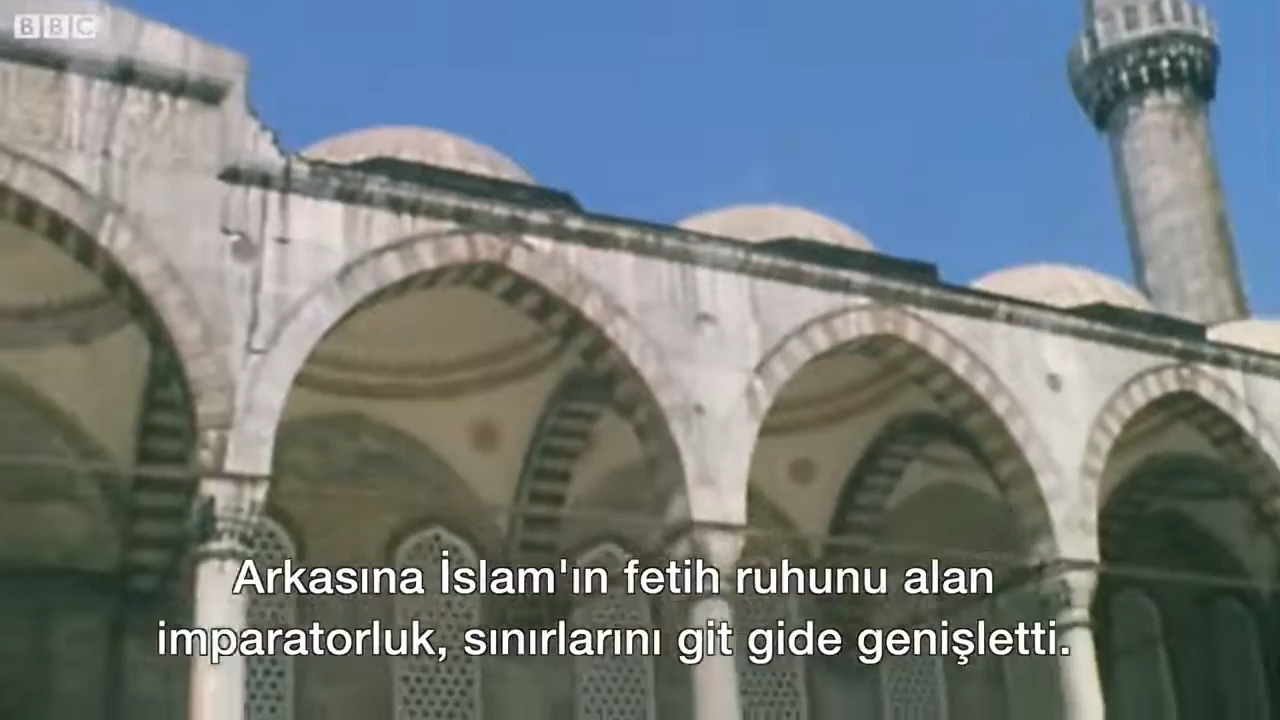 BBC
Arkasına İslam'ın fetih ruhunu alan
imparatorluk, sınırlarını git gide genişletti.